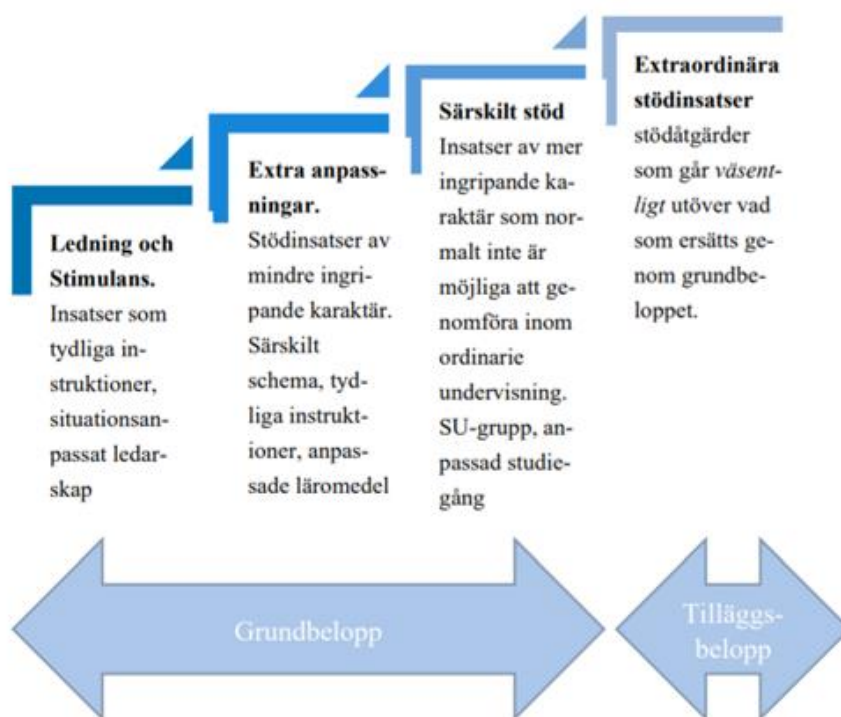 Ledning och
Stimulans.
Insatser som
tydliga in-
struktioner,
situationsan-
passat ledar-
skap
Extra anpass-
ningar.
Stödinsatser av
mindre ingri-
pande karaktär.
Särskilt
schema, tyd-
liga instrukt-
ioner, anpas-
sade läromedel
Särskilt stöd
Insatser av mer
ingripande ka-
raktär som nor-
malt inte är
möjliga att ge-
nomföra inom
ordinarie
undervisning.
SU-grupp, an-
passad studie-
gång
Extraordinära
stödinsatser
stödåtgärder
som går väsent-
ligt utöver vad
som ersätts ge-
nom grundbe-
loppet.
Grundbelopp
Tilläggs-
belopp